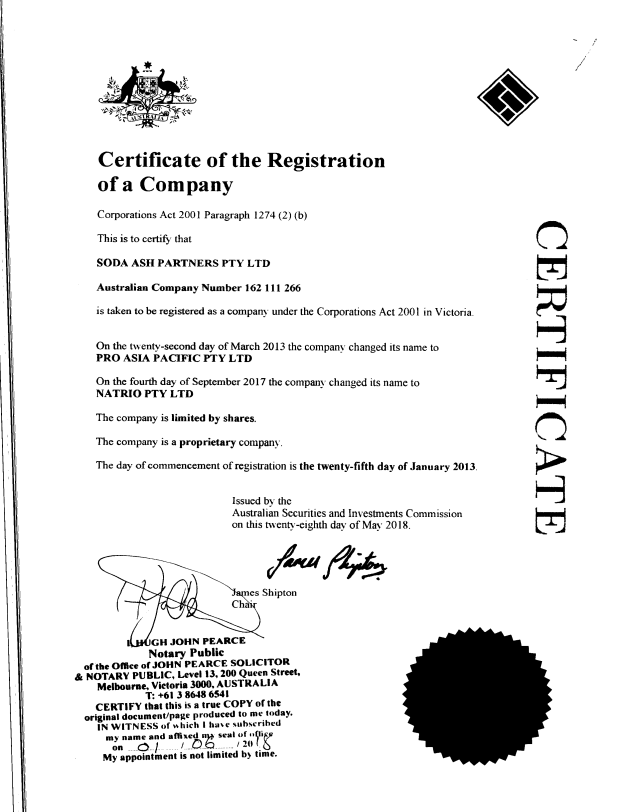 AUSTRALIA
Certificate of the Registration
of a Company
Corporations Act 2001 Paragraph 1274 (2) (b)
This is to certify that
SODA ASH PARTNERS PTY LTD
Australian Company Number 162 111 266
is taken to be registered as a company under the Corporations Act 2001 in Victoria.
On the twenty-second day of March 2013 the company changed its name to
PRO ASIA PACIFIC PTY LTD
On the fourth day of September 2017 the company changed its name to
NATRIO PTY LTD
The company is limited by shares.
The company is a proprietary company.
The day of commencement of registration is the twenty-fifth day of January 2013.
Issued by the
Australian Securities and Investments Commission
on this twenty-eighth day of May 2018.
James Shipton
James Shipton
Chair
CERTIFICATE
I, HUGH JOHN PEARCE
Notary Public
of the Office of JOHN PEARCE SOLICITOR
& NOTARY PUBLIC, Level 13, 200 Queen Street,
Melbourne, Victoria 3000, AUSTRALIA
T: +61 3 8648 6541
CERTIFY that this is a true COPY of the
original document/page produced to me today.
IN WITNESS of which I have subscribed
my name and affixed my seal of office
on 01 / 06 / 2018
My appointment is not limited by time.